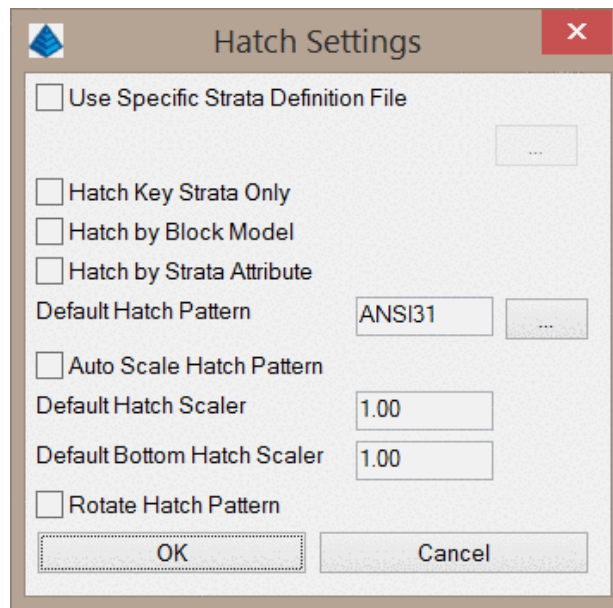 Hatch Settings
Use Specific Strata Definition File
...
Hatch Key Strata Only
Hatch by Block Model
Hatch by Strata Attribute
Default Hatch Pattern ANSI31 ...
Auto Scale Hatch Pattern
Default Hatch Scaler 1.00
Default Bottom Hatch Scaler 1.00
Rotate Hatch Pattern
OK Cancel